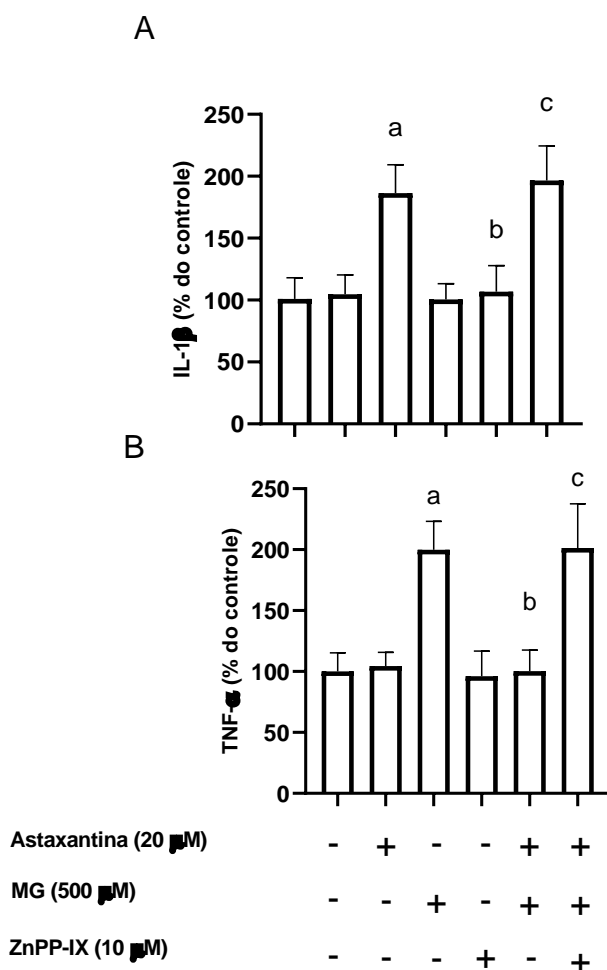 A
IL-1β (% do controle)
250
200
150
100
50
0
a
b
c
B
TNF-α (% do controle)
250
200
150
100
50
0
a
b
c
Astaxantina (20 µM) - + - - + +
MG (500 µM) - - + - + +
ZnPP-IX (10 µM) - - - + - +